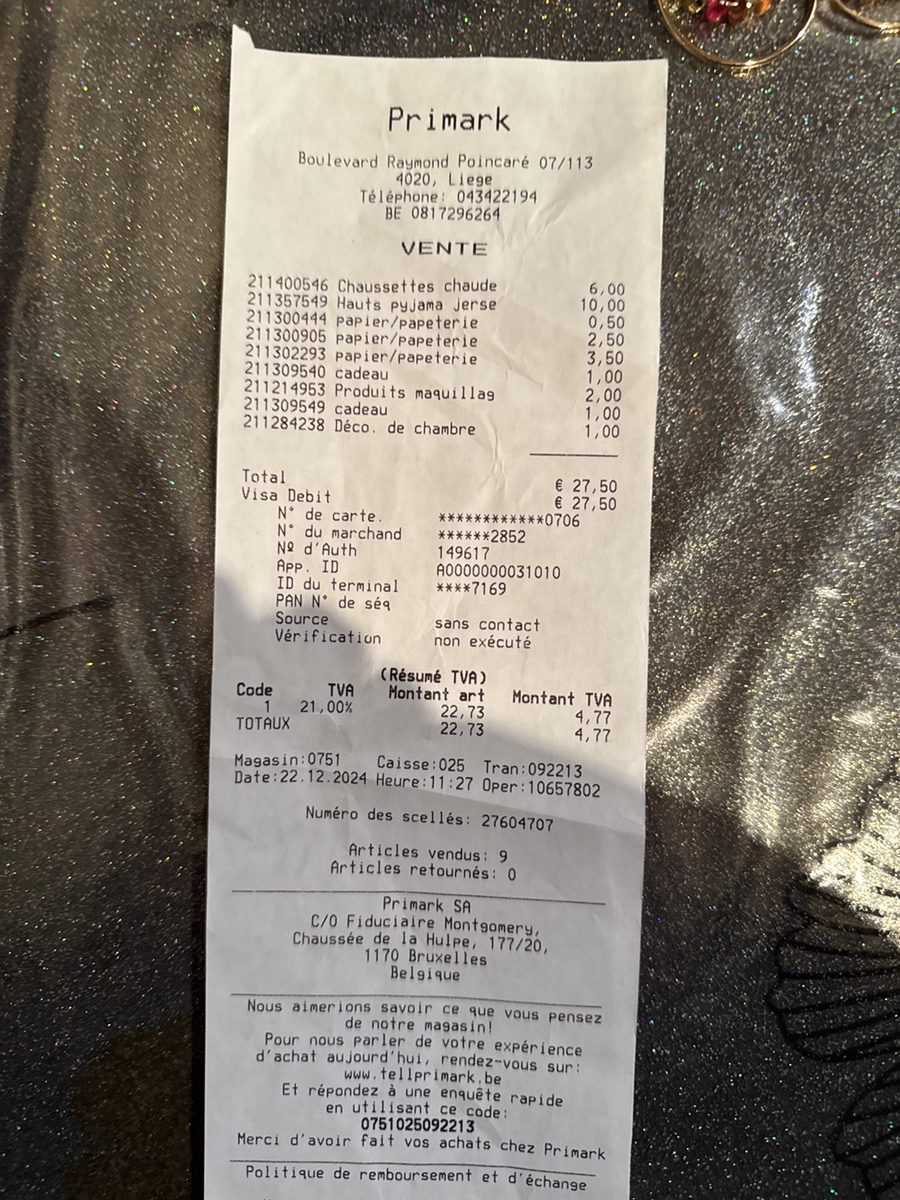 Primark
Boulevard Raymond Poincaré 07/113
4020, Liege
Téléphone: 043422194
BE 0817296264
VENTE
211400546 Chaussettes chaude 6,00
211357549 Hauts pyjama jerse 10,00
211300444 papier/papeterie 0,50
211300905 papier/papeterie 2,50
211302293 papier/papeterie 3,50
211309540 cadeau 1,00
211214953 Produits maquillag 2,00
211309549 cadeau 1,00
211284238 Déco. de chambre 1,00
Total € 27,50
Visa Debit € 27,50
N° de carte. ************0706
N° du marchand ******2852
Nº d'Auth 149617
App. ID A0000000031010
ID du terminal ****7169
PAN N° de séq
Source sans contact
Vérification non exécuté
(Résumé TVA)
Code TVA Montant art Montant TVA
1 21,00% 22,73 4,77
TOTAUX 22,73 4,77
Magasin:0751 Caisse:025 Tran:092213
Date:22.12.2024 Heure:11:27 Oper:10657802
Numéro des scellés: 27604707
Articles vendus: 9
Articles retournés: 0
Primark SA
C/O Fiduciaire Montgomery,
Chaussée de la Hulpe, 177/20,
1170 Bruxelles
Belgique
Nous aimerions savoir ce que vous pensez
de notre magasin!
Pour nous parler de votre expérience
d'achat aujourd'hui, rendez-vous sur:
www.tellprimark.be
Et répondez à une enquête rapide
en utilisant ce code:
0751025092213
Merci d'avoir fait vos achats chez Primark
Politique de remboursement et d'échange